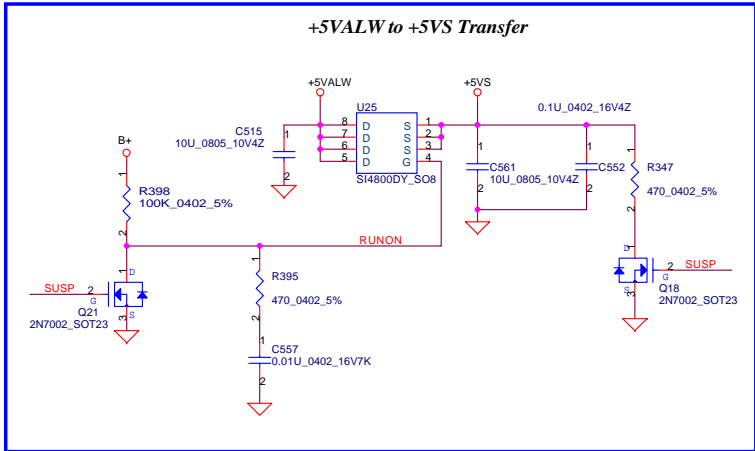 +5VALW to +5VS Transfer
+5VALW
+5VS
U25
0.1U_0402_16V4Z
8 D S 1
7 D S 2
6 D S 3
5 D G 4
SI4800DY_SO8
C515
10U_0805_10V4Z
1
2
B+
1
R398
100K_0402_5%
2
1
C561
10U_0805_10V4Z
2
1
C552
2
1
R347
470_0402_5%
2
RUNON
SUSP
2
G
1
D
S
3
Q21
2N7002_SOT23
1
R395
470_0402_5%
2
1
C557
0.01U_0402_16V7K
2
1
D
S
3
2
G
SUSP
Q18
2N7002_SOT23